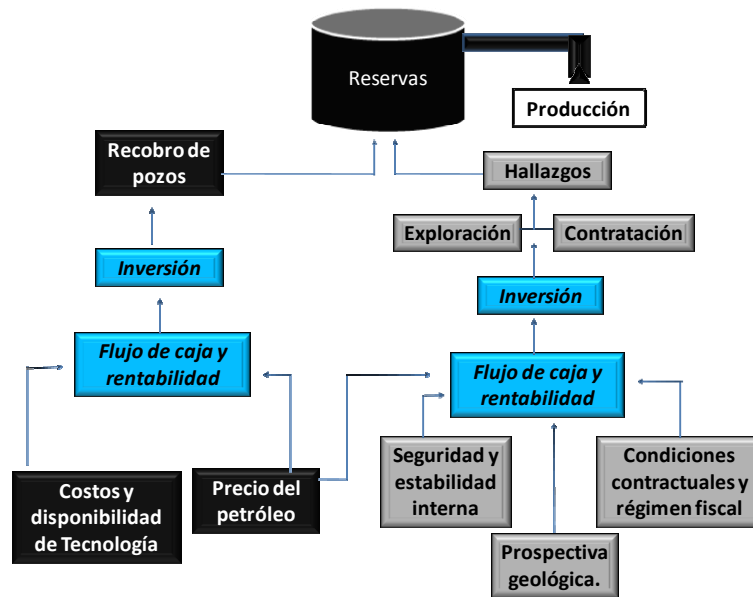 Reservas
Producción
Recobro de
pozos
Hallazgos
Exploración
Contratación
Inversión
Inversión
Flujo de caja y
rentabilidad
Flujo de caja y
rentabilidad
Costos y
disponibilidad
de Tecnología
Precio del
petróleo
Seguridad y
estabilidad
interna
Condiciones
contractuales y
régimen fiscal
Prospectiva
geológica.